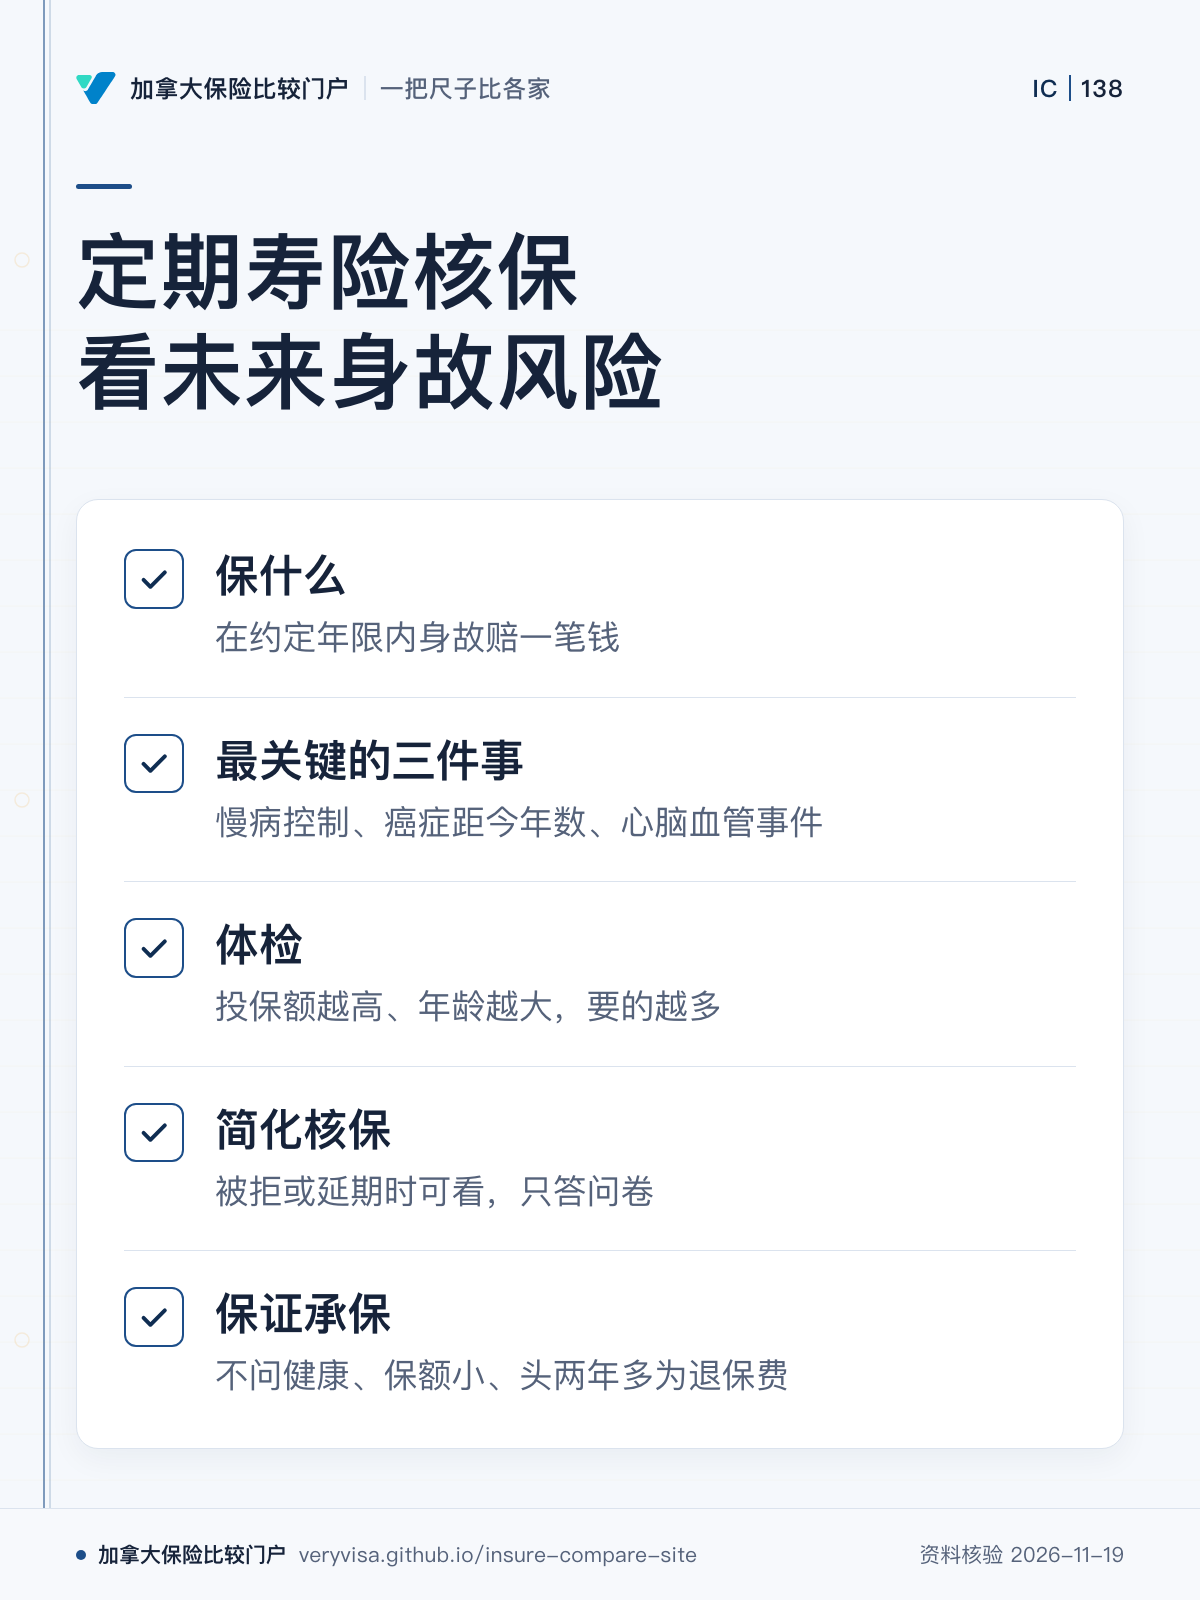 加拿大保险比较门户 一把尺子比各家 IC 138
定期寿险核保
看未来身故风险
保什么
在约定年限内身故赔一笔钱
最关键的三件事
慢病控制、癌症距今年数、心脑血管事件
体检
投保额越高、年龄越大，要的越多
简化核保
被拒或延期时可看，只答问卷
保证承保
不问健康、保额小、头两年多为退保费
加拿大保险比较门户 veryvisa.github.io/insure-compare-site 资料核验 2026-11-19